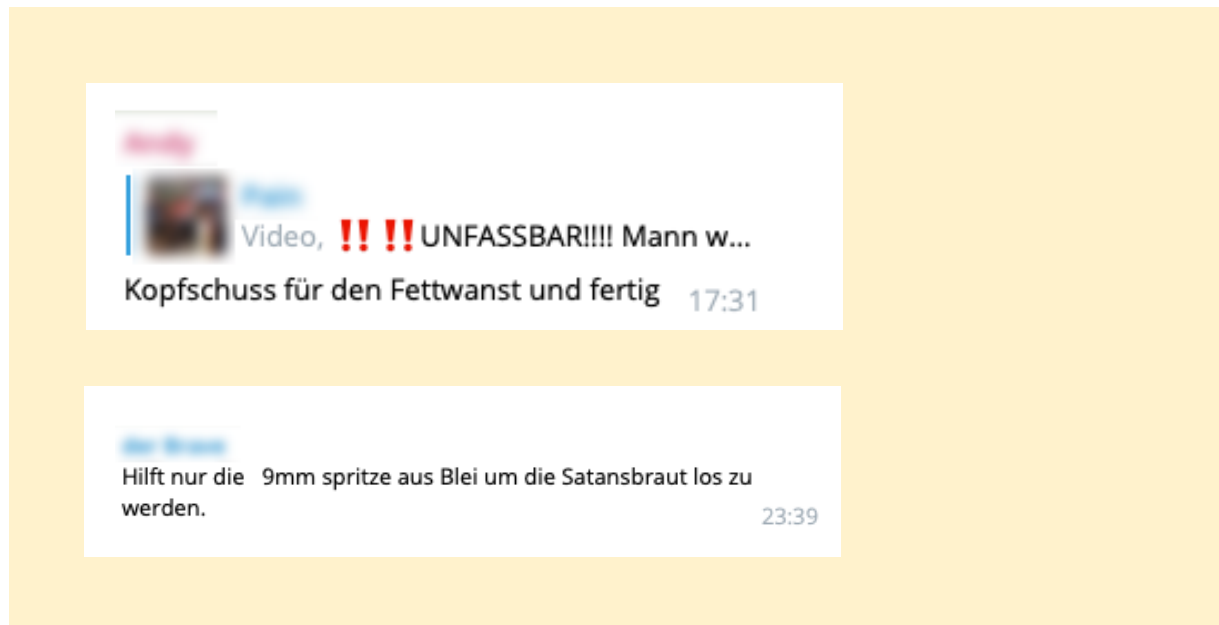 Video, ‼️ ‼️UNFASSBAR!!!! Mann w...
Kopfschuss für den Fettwanst und fertig 17:31
Hilft nur die 9mm spritze aus Blei um die Satansbraut los zu
werden.
23:39